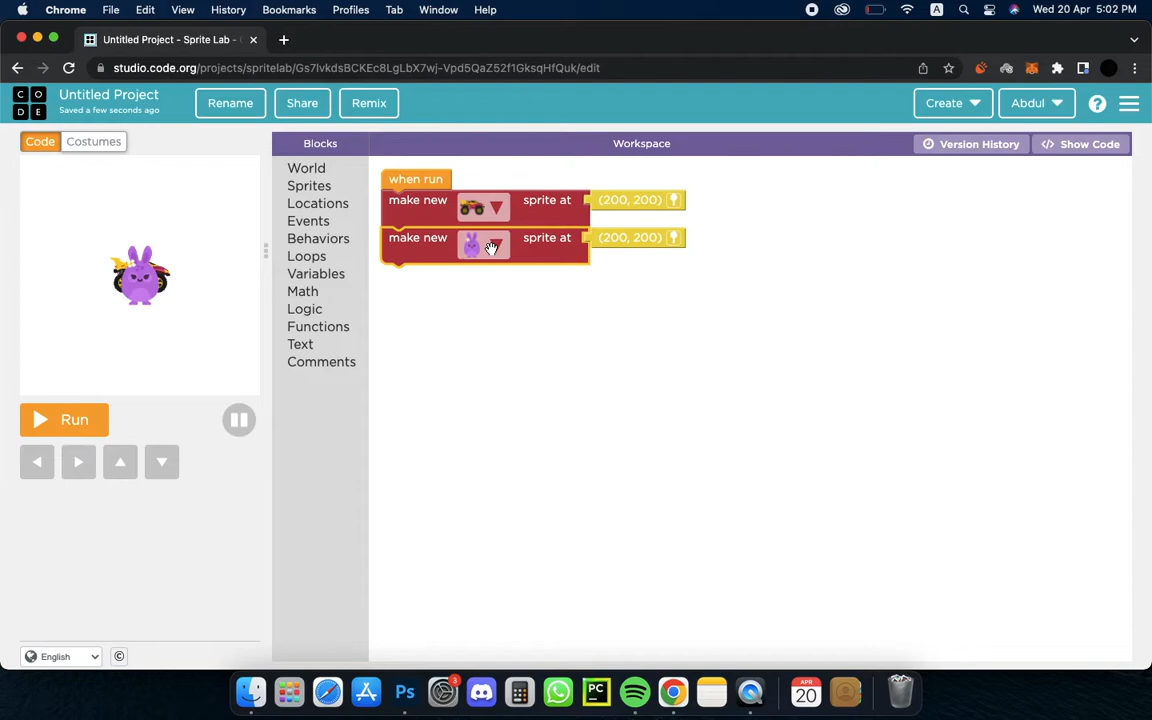 Chrome File Edit View History Bookmarks Profiles Tab Window Help A Wed 20 Apr 5:02 PM
Untitled Project - Sprite Lab -
studio.code.org/projects/spritelab/Gs7lvkdsBCKEc8LgLbX7wj-Vpd5QaZ52f1GksqHfQuk/edit
C O D E
Untitled Project
Saved a few seconds ago
Rename Share Remix Create Abdul ?
Code Costumes Blocks Workspace Version History </> Show Code
World
Sprites
Locations
Events
Behaviors
Loops
Variables
Math
Logic
Functions
Text
Comments
when run
make new sprite at (200, 200)
make new sprite at (200, 200)
Run
English ©
Ps 3 PC APR 20